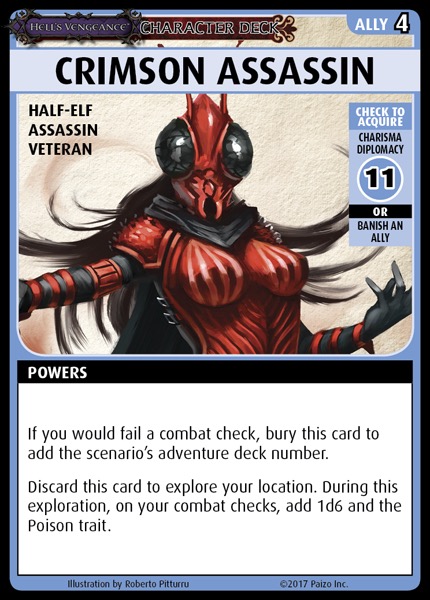 HELL'S VENGEANCE
CHARACTER DECK
ALLY 4
CRIMSON ASSASSIN
HALF-ELF
ASSASSIN
VETERAN
CHECK TO
ACQUIRE
CHARISMA
DIPLOMACY
11
OR
BANISH AN
ALLY
POWERS
If you would fail a combat check, bury this card to
add the scenario's adventure deck number.
Discard this card to explore your location. During this
exploration, on your combat checks, add 1d6 and the
Poison trait.
Illustration by Roberto Pitturru
©2017 Paizo Inc.